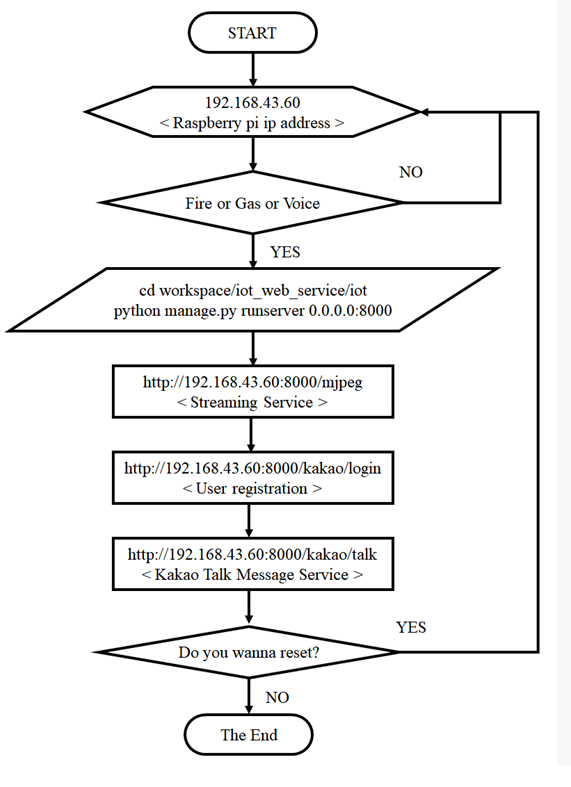 START
192.168.43.60
< Raspberry pi ip address >
NO
Fire or Gas or Voice
YES
cd workspace/iot_web_service/iot
python manage.py runserver 0.0.0.0:8000
http://192.168.43.60:8000/mjpeg
< Streaming Service >
http://192.168.43.60:8000/kakao/login
< User registration >
http://192.168.43.60:8000/kakao/talk
< Kakao Talk Message Service >
YES
Do you wanna reset?
NO
The End